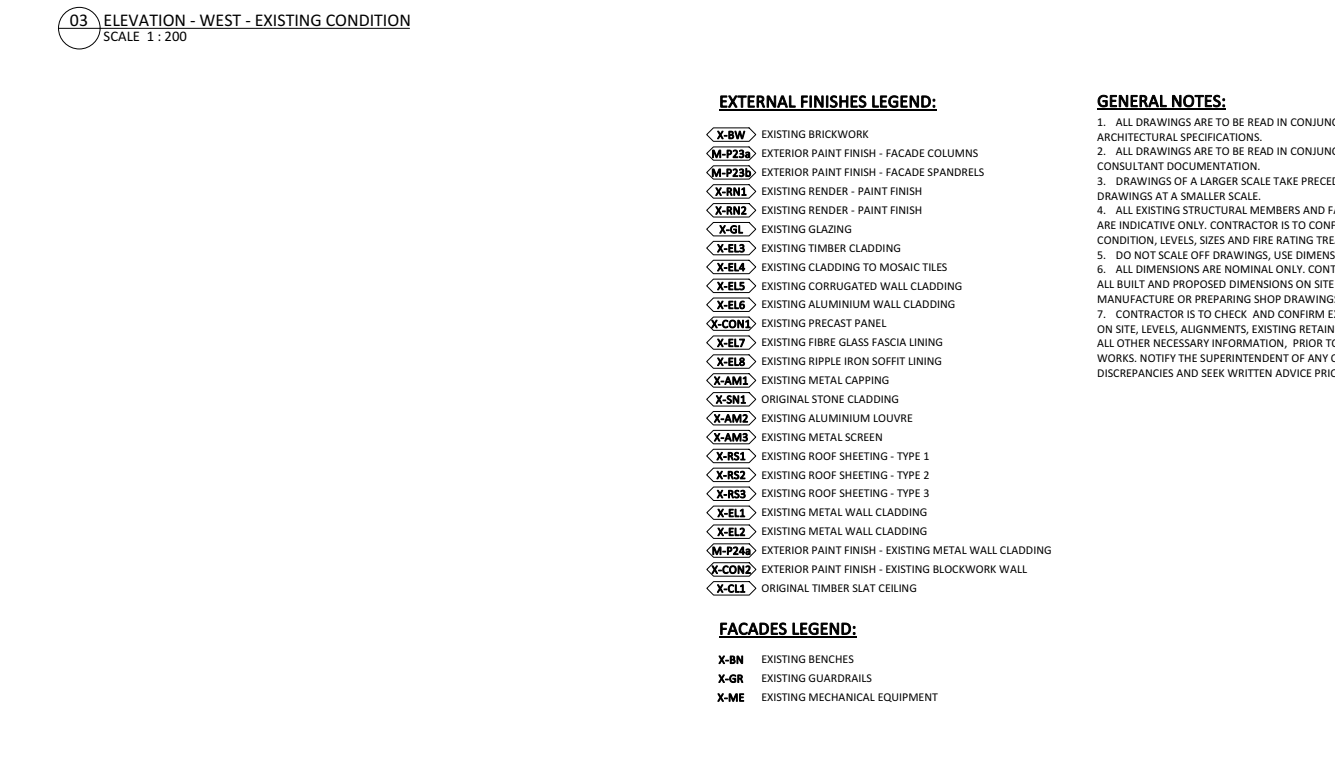 03 ELEVATION - WEST - EXISTING CONDITION
SCALE 1 : 200
EXTERNAL FINISHES LEGEND:
X-BW EXISTING BRICKWORK
M-P23a EXTERIOR PAINT FINISH - FACADE COLUMNS
M-P23b EXTERIOR PAINT FINISH - FACADE SPANDRELS
X-RN1 EXISTING RENDER - PAINT FINISH
X-RN2 EXISTING RENDER - PAINT FINISH
X-GL EXISTING GLAZING
X-EL3 EXISTING TIMBER CLADDING
X-EL4 EXISTING CLADDING TO MOSAIC TILES
X-EL5 EXISTING CORRUGATED WALL CLADDING
X-EL6 EXISTING ALUMINIUM WALL CLADDING
X-CON1 EXISTING PRECAST PANEL
X-EL7 EXISTING FIBRE GLASS FASCIA LINING
X-EL8 EXISTING RIPPLE IRON SOFFIT LINING
X-AM1 EXISTING METAL CAPPING
X-SN1 ORIGINAL STONE CLADDING
X-AM2 EXISTING ALUMINIUM LOUVRE
X-AM3 EXISTING METAL SCREEN
X-RS1 EXISTING ROOF SHEETING - TYPE 1
X-RS2 EXISTING ROOF SHEETING - TYPE 2
X-RS3 EXISTING ROOF SHEETING - TYPE 3
X-EL1 EXISTING METAL WALL CLADDING
X-EL2 EXISTING METAL WALL CLADDING
M-P24a EXTERIOR PAINT FINISH - EXISTING METAL WALL CLADDING
X-CON2 EXTERIOR PAINT FINISH - EXISTING BLOCKWORK WALL
X-CL1 ORIGINAL TIMBER SLAT CEILING
FACADES LEGEND:
X-BN EXISTING BENCHES
X-GR EXISTING GUARDRAILS
X-ME EXISTING MECHANICAL EQUIPMENT
GENERAL NOTES:
1. ALL DRAWINGS ARE TO BE READ IN
ARCHITECTURAL SPECIFICATIONS.
2. ALL DRAWINGS ARE TO BE READ IN
CONSULTANT DOCUMENTATION.
3. DRAWINGS OF A LARGER SCALE TAKE
DRAWINGS AT A SMALLER SCALE.
4. ALL EXISTING STRUCTURAL MEMBERS AND
ARE INDICATIVE ONLY. CONTRACTOR IS TO
CONDITION, LEVELS, SIZES AND FIRE RATING
5. DO NOT SCALE OFF DRAWINGS, USE
6. ALL DIMENSIONS ARE NOMINAL ONLY.
ALL BUILT AND PROPOSED DIMENSIONS ON SITE
MANUFACTURE OR PREPARING SHOP
7. CONTRACTOR IS TO CHECK AND CONFIRM
ON SITE, LEVELS, ALIGNMENTS, EXISTING
ALL OTHER NECESSARY INFORMATION, PRIOR TO
WORKS. NOTIFY THE SUPERINTENDENT OF ANY
DISCREPANCIES AND SEEK WRITTEN ADVICE